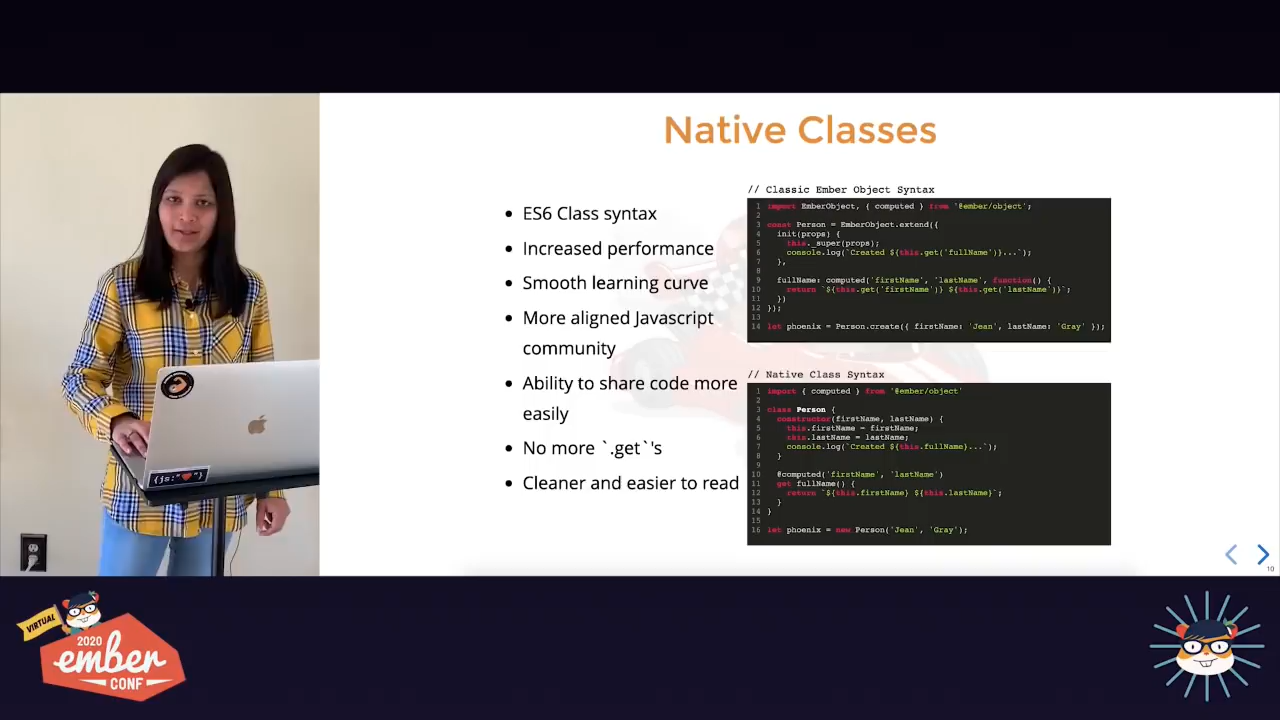 Native Classes
ES6 Class syntax
Increased performance
Smooth learning curve
More aligned Javascript
community
Ability to share code more
easily
No more `.get`'s
Cleaner and easier to read
// Classic Ember Object Syntax
1 import EmberObject, { computed } from '@ember/object';
2
3 const Person = EmberObject.extend({
4 init(props) {
5 this._super(props);
6 console.log(`Created ${this.get('fullName')}...`);
7 },
8
9 fullName: computed('firstName', `lastName', function() {
10 return `${this.get('firstName')} ${this.get('lastName')}`;
11 })
12 });
13
14 let phoenix = Person.create({ firstName: 'Jean', lastName: 'Gray' });
// Native Class Syntax
1 import { computed } from '@ember/object'
2
3 class Person {
4 constructor(firstName, lastName) {
5 this.firstName = firstName;
6 this.lastName = lastName;
7 console.log(`Created ${this.fullName}...`);
8 }
9
10 @computed('firstName', `lastName')
11 get fullName() {
12 return `${this.firstName} ${this.lastName}`;
13 }
14 }
15
16 let phoenix = new Person('Jean', 'Gray');
10
{js:"❤"}
VIRTUAL
2020
ember
CONF